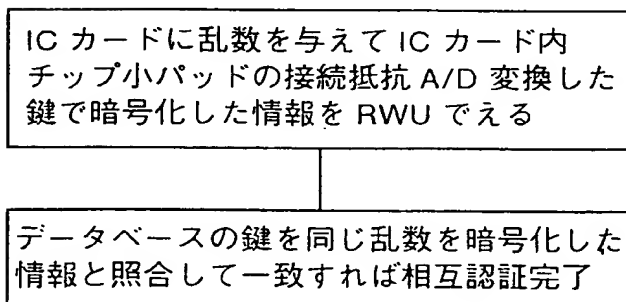 IC カードに乱数を与えて IC カード内
チップ小パッドの接続抵抗 A/D 変換した
鍵で暗号化した情報を RWU でえる
データベースの鍵を同じ乱数を暗号化した
情報と照合して一致すれば相互認証完了